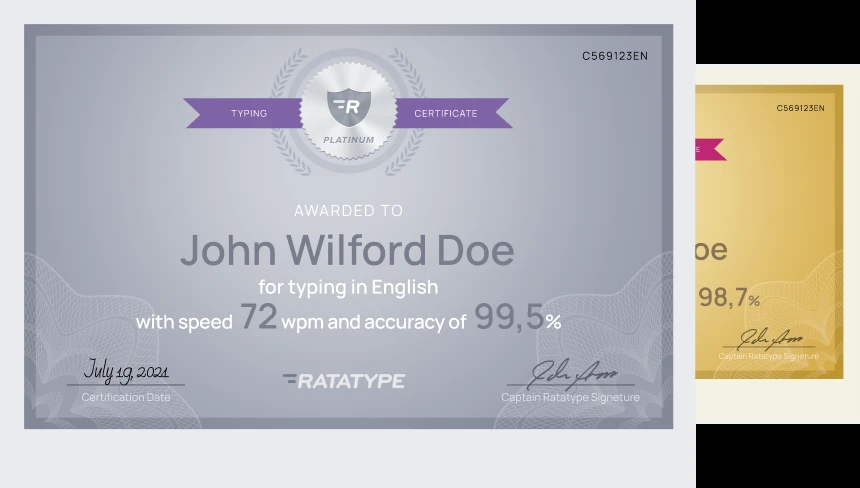 C569123EN
TYPING
CERTIFICATE
R
PLATINUM
AWARDED TO
John Wilford Doe
for typing in English
with speed 72 wpm and accuracy of 99,5%
July 19, 2021
Certification Date
RATATYPE
Captain Ratatype Signeture
C569123EN
E
oe
98,7%
Captain Ratatype Signeture